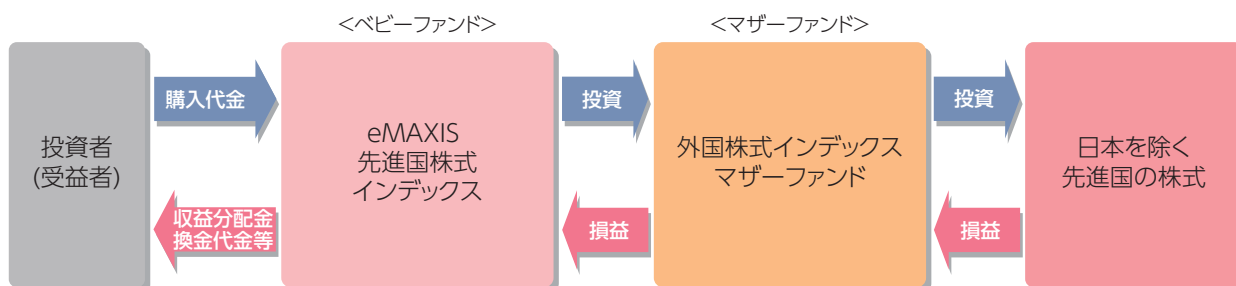 <ベビーファンド>
<マザーファンド>
投資者
(受益者)
購入代金
収益分配金
換金代金等
eMAXIS
先進国株式
インデックス
投資
損益
外国株式インデックス
マザーファンド
投資
損益
日本を除く
先進国の株式